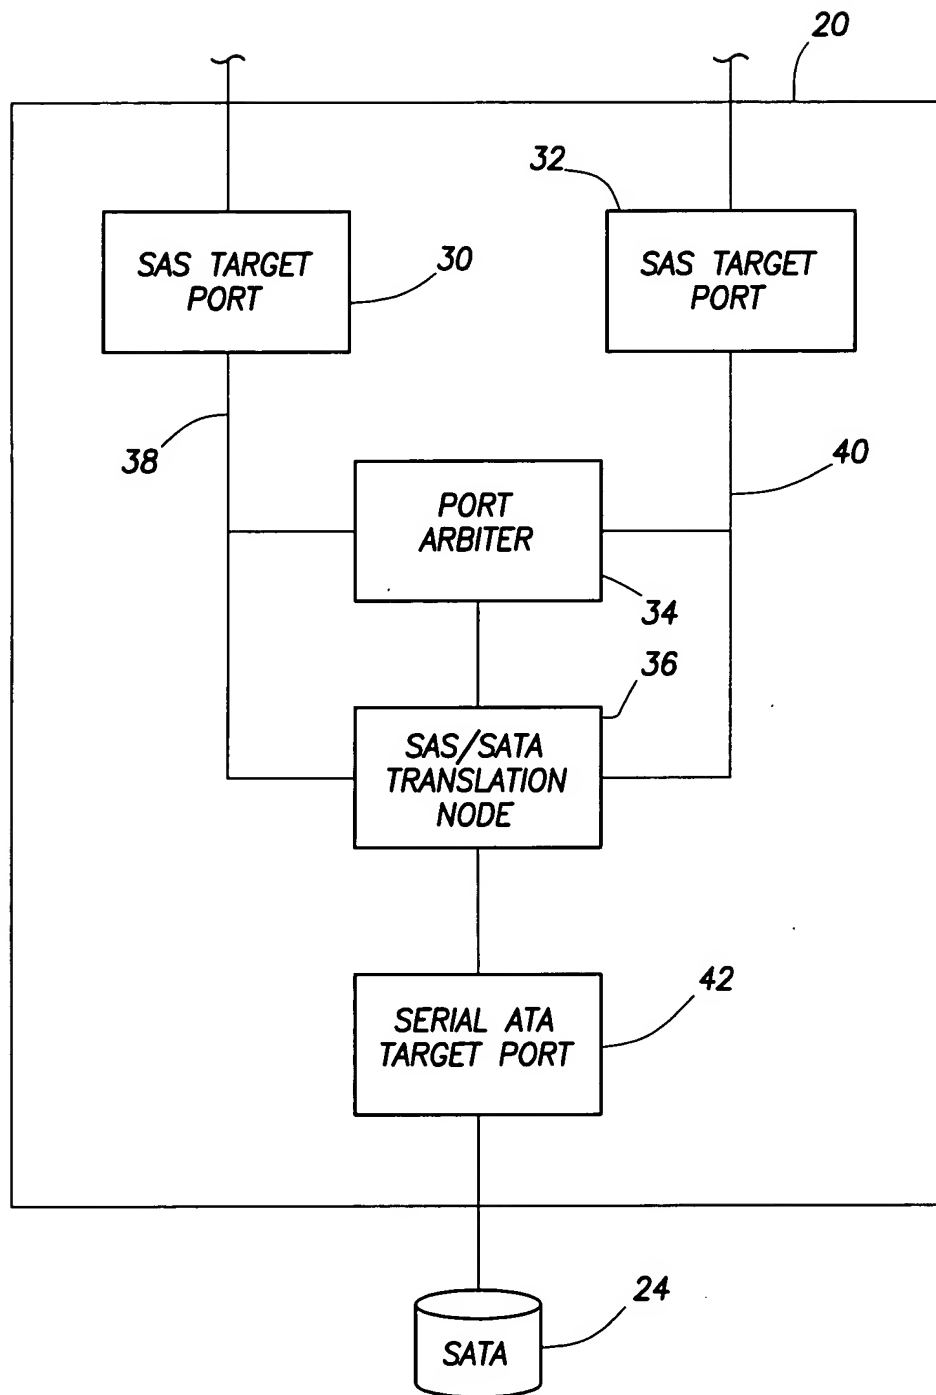 20
32
SAS TARGET
PORT
30
SAS TARGET
PORT
38
40
PORT
ARBITER
34
36
SAS/SATA
TRANSLATION
NODE
42
SERIAL ATA
TARGET PORT
24
SATA